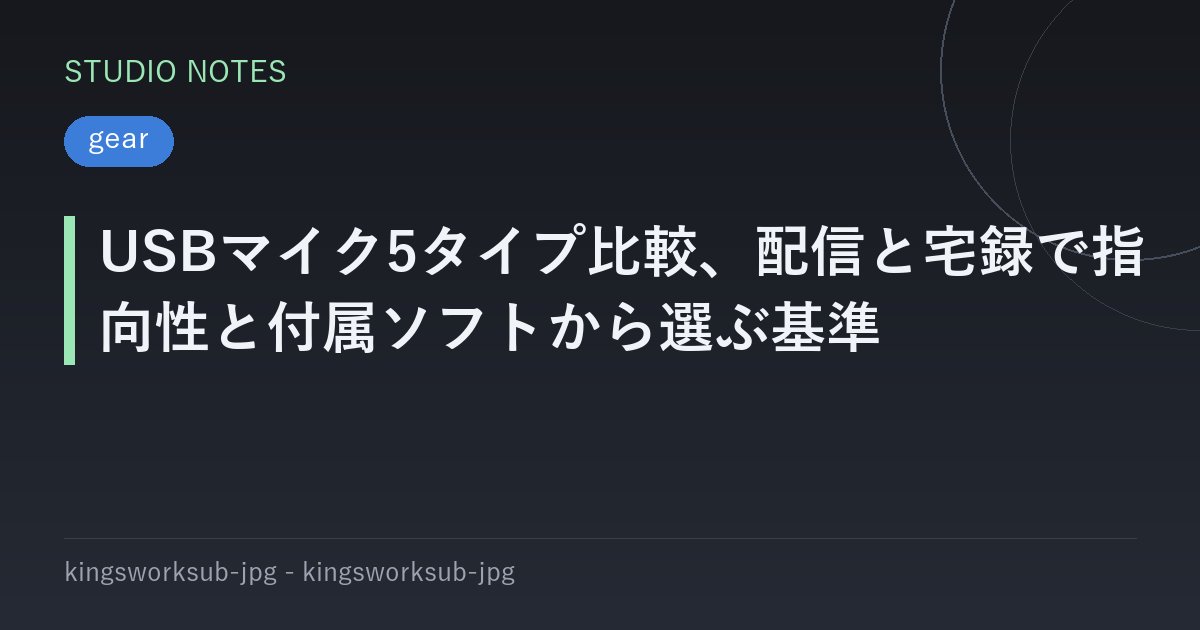 STUDIO NOTES
gear
USBマイク5タイプ比較、配信と宅録で指
向性と付属ソフトから選ぶ基準
kingsworksub-jpg - kingsworksub-jpg